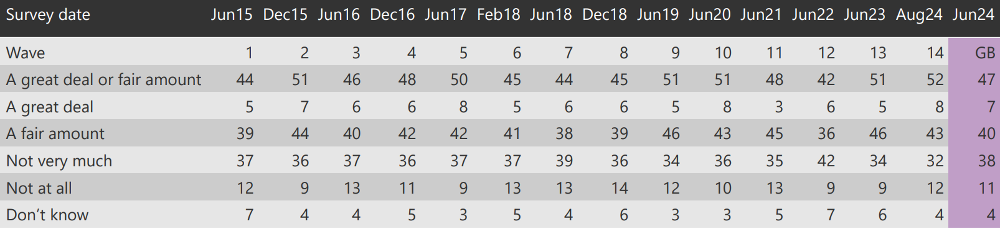 Survey date Jun15 Dec15 Jun16 Dec16 Jun17 Feb18 Jun18 Dec18 Jun19 Jun20 Jun21 Jun22 Jun23 Aug24 Jun24
Wave 1 2 3 4 5 6 7 8 9 10 11 12 13 14 GB
A great deal or fair amount 44 51 46 48 50 45 44 45 51 51 48 42 51 52 47
A great deal 5 7 6 6 8 5 6 6 5 8 3 6 5 8 7
A fair amount 39 44 40 42 42 41 38 39 46 43 45 36 46 43 40
Not very much 37 36 37 36 37 37 39 36 34 36 35 42 34 32 38
Not at all 12 9 13 11 9 13 13 14 12 10 13 9 9 12 11
Don’t know 7 4 4 5 3 5 4 6 3 3 5 7 6 4 4